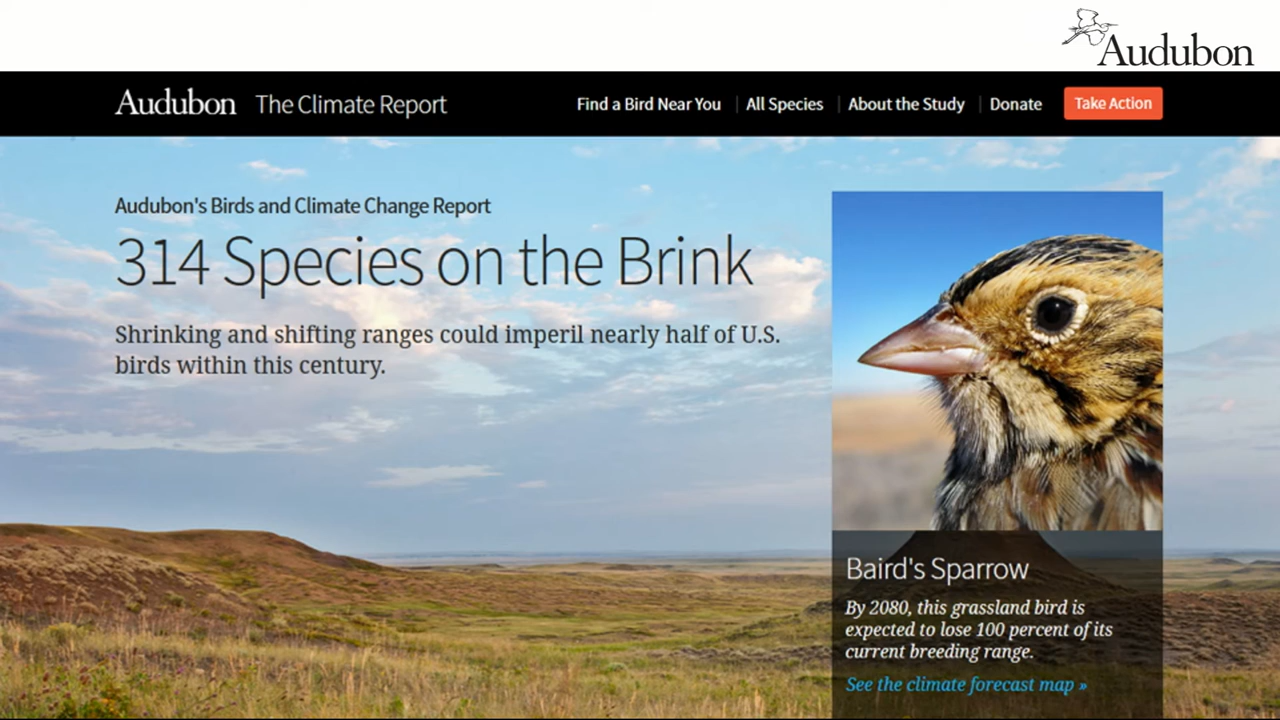 Audubon
Audubon The Climate Report Find a Bird Near You All Species About the Study Donate Take Action
Audubon's Birds and Climate Change Report
314 Species on the Brink
Shrinking and shifting ranges could imperil nearly half of U.S.
birds within this century.
Baird's Sparrow
By 2080, this grassland bird is
expected to lose 100 percent of its
current breeding range.
See the climate forecast map »